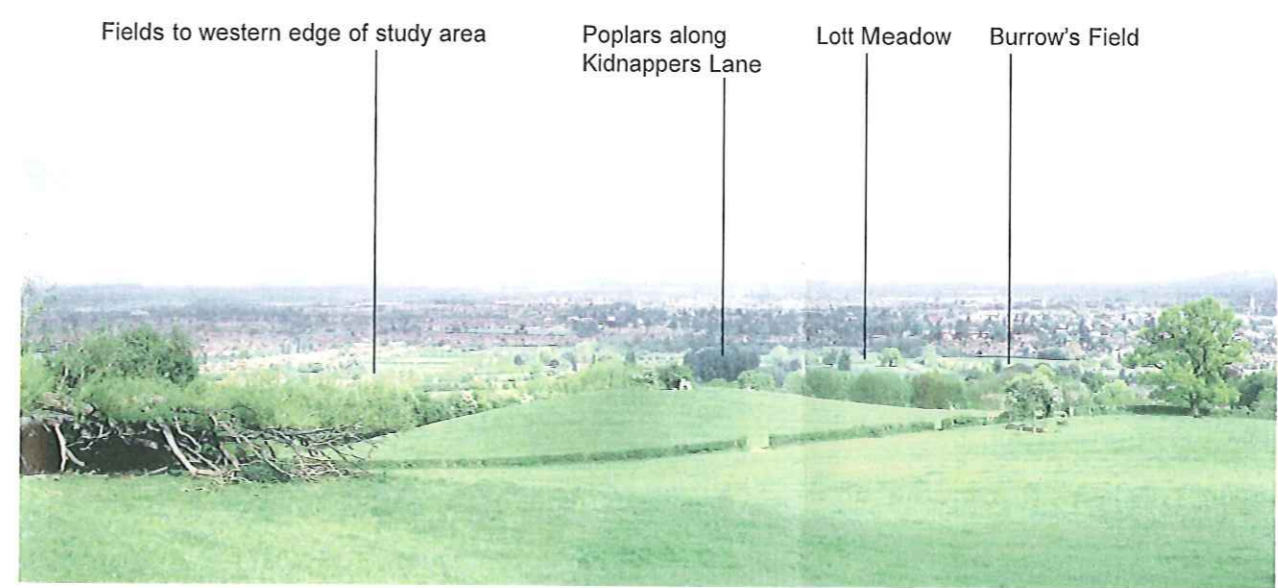 Fields to western edge of study area
Poplars along
Kidnappers Lane
Lott Meadow
Burrow's Field